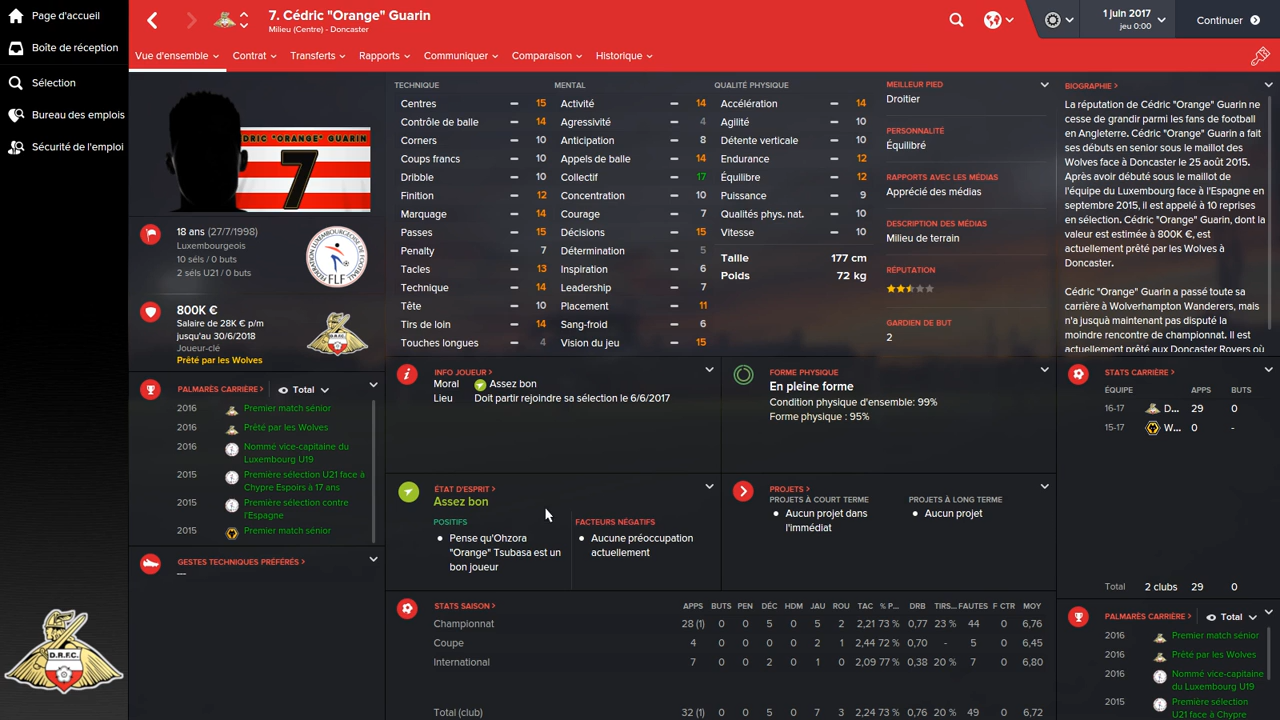 Page d'accueil
Boîte de réception
Sélection
Bureau des emplois
Sécurité de l'emploi
7. Cédric "Orange" Guarin
Milieu (Centre) - Doncaster
1 juin 2017
jeu 0:00
Continuer
Vue d'ensemble
Contrat
Transferts
Rapports
Communiquer
Comparaison
Historique
DRIC "ORANGE" GUARIN
7
18 ans (27/7/1998)
Luxembourgeois
10 séls / 0 buts
2 séls U21 / 0 buts
FLF
800K €
Salaire de 28K € p/m
jusqu'au 30/6/2018
Joueur-clé
Prêté par les Wolves
PALMARÈS CARRIÈRE >
Total
2016 Premier match sénior
2016 Prêté par les Wolves
2016 Nommé vice-capitaine du
Luxembourg U19
2015 Première sélection U21 face à
Chypre Espoirs à 17 ans
2015 Première sélection contre
l'Espagne
2015 Premier match sénior
GESTES TECHNIQUES PRÉFÉRÉS >
---
D.R.F.C.
TECHNIQUE
Centres – 15
Contrôle de balle – 14
Corners – 10
Coups francs – 10
Dribble – 10
Finition – 12
Marquage – 14
Passes – 15
Penalty – 7
Tacles – 13
Technique – 14
Tête – 10
Tirs de loin – 14
Touches longues – 4
MENTAL
Activité – 14
Agressivité – 4
Anticipation – 8
Appels de balle – 14
Collectif – 17
Concentration – 10
Courage – 7
Décisions – 15
Détermination – 5
Inspiration – 6
Leadership – 7
Placement – 11
Sang-froid – 6
Vision du jeu – 15
QUALITÉ PHYSIQUE
Accélération – 14
Agilité – 10
Détente verticale – 10
Endurance – 12
Équilibre – 12
Puissance – 9
Qualités phys. nat. – 10
Vitesse – 10
Taille 177 cm
Poids 72 kg
MEILLEUR PIED
Droitier
PERSONNALITÉ
Équilibré
RAPPORTS AVEC LES MÉDIAS
Apprécié des médias
DESCRIPTION DES MÉDIAS
Milieu de terrain
RÉPUTATION
GARDIEN DE BUT
2
BIOGRAPHIE >
La réputation de Cédric "Orange" Guarin ne
cesse de grandir parmi les fans de football
en Angleterre. Cédric "Orange" Guarin a fait
ses débuts en senior sous le maillot des
Wolves face à Doncaster le 25 août 2015.
Après avoir débuté sous le maillot de
l'équipe du Luxembourg face à l'Espagne en
septembre 2015, il est appelé à 10 reprises
en sélection. Cédric "Orange" Guarin, dont la
valeur est estimée à 800K €, est
actuellement prêté par les Wolves à
Doncaster.
Cédric "Orange" Guarin a passé toute sa
carrière à Wolverhampton Wanderers, mais
n'a jusqu'à maintenant pas disputé la
moindre rencontre de championnat. Il est
actuellement prêté aux Doncaster Rovers où
INFO JOUEUR >
Moral Assez bon
Lieu Doit partir rejoindre sa sélection le 6/6/2017
FORME PHYSIQUE >
En pleine forme
Condition physique d'ensemble: 99%
Forme physique : 95%
ÉTAT D'ESPRIT >
Assez bon
POSITIFS
Pense qu'Ohzora
"Orange" Tsubasa est un
bon joueur
FACTEURS NÉGATIFS
Aucune préoccupation
actuellement
PROJETS >
PROJETS À COURT TERME
Aucun projet dans
l'immédiat
PROJETS À LONG TERME
Aucun projet
STATS CARRIÈRE >
ÉQUIPE APPS BUTS
16-17 D... 29 0
15-17 W... 0 -
Total 2 clubs 29 0
STATS SAISON >
APPS BUTS PEN DÉC HDM JAU ROU TAC % P... DRB TIRS... FAUTES F CTR MOY
Championnat 28 (1) 0 0 5 0 5 2 2,21 73 % 0,77 23 % 44 0 6,76
Coupe 4 0 0 0 0 2 1 2,44 72 % 0,70 - 5 0 6,45
International 7 0 0 2 0 1 0 2,09 77 % 0,38 20 % 7 0 6,80
Total (club) 32 (1) 0 0 5 0 7 3 2,24 73 % 0,76 20 % 49 0 6,72
PALMARÈS CARRIÈRE >
Total
2016 Premier match sénior
2016 Prêté par les Wolves
2016 Nommé vice-capitaine
du Luxembourg U19
2015 Première sélection
U21 face à Chypre